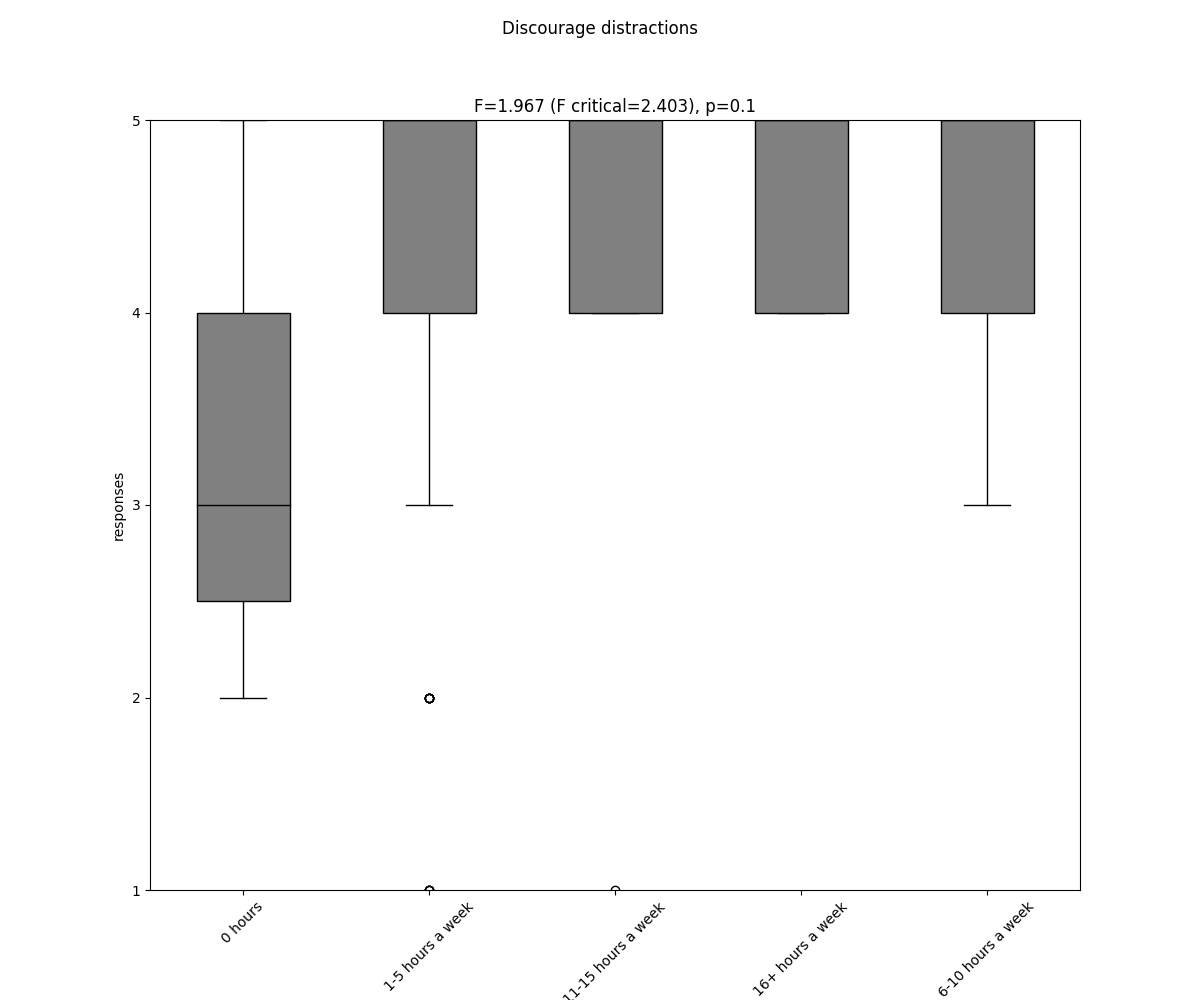 Discourage distractions
F=1.967 (F critical=2.403), p=0.1
5
4
3
2
1
responses
0 hours
1-5 hours a week
11-15 hours a week
16+ hours a week
6-10 hours a week